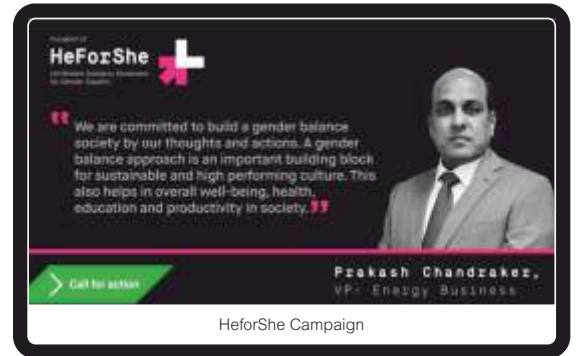 HeForShe
We are committed to build a gender balance
society by our thoughts and actions. A gender
balance approach is an important building block
for sustainable and high performing culture. This
also helps in overall well-being, health,
education and productivity in society.
Call for action
Prakash Chandraker,
VP- Energy Business
HeforShe Campaign